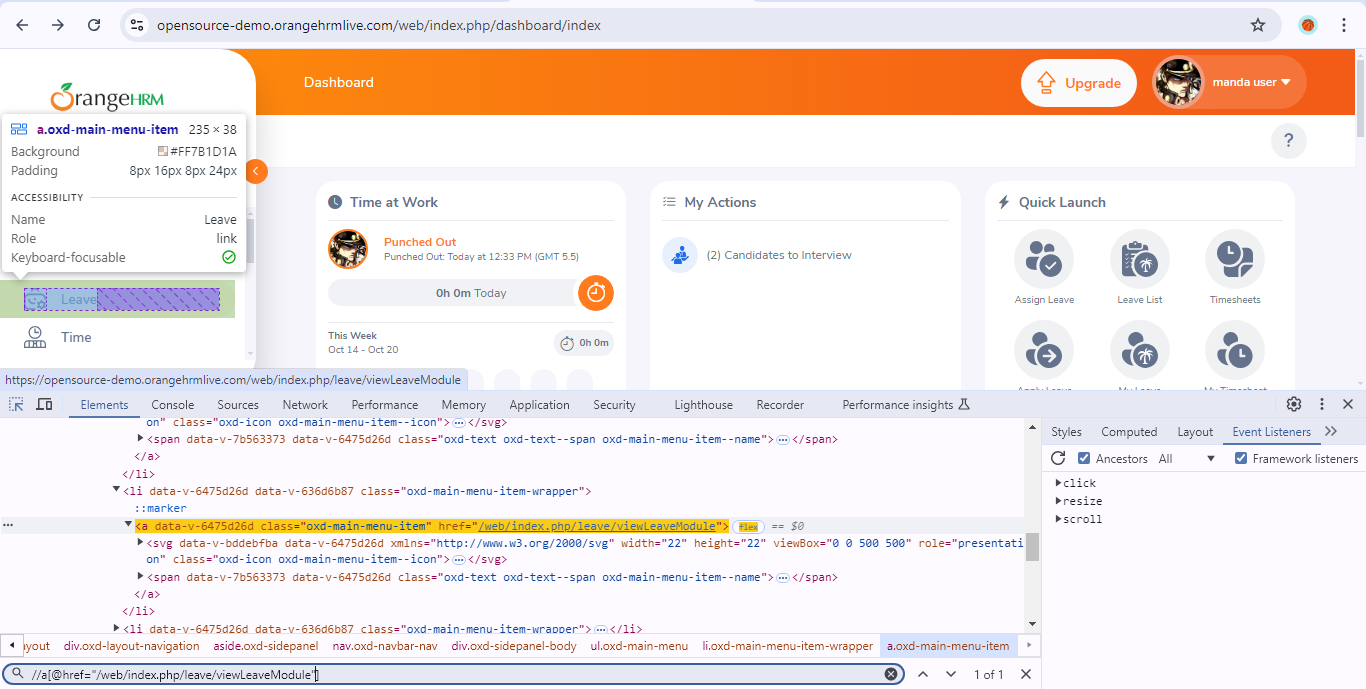 opensource-demo.orangehrmlive.com/web/index.php/dashboard/index
OrangeHRM
Dashboard
Upgrade
manda user
a.oxd-main-menu-item 235 × 38
Background #FF7B1D1A
Padding 8px 16px 8px 24px
ACCESSIBILITY
Name Leave
Role link
Keyboard-focusable
?
Leave
Time
Time at Work
Punched Out
Punched Out: Today at 12:33 PM (GMT 5.5)
0h 0m Today
This Week
Oct 14 - Oct 20
0h 0m
My Actions
(2) Candidates to Interview
Quick Launch
Assign Leave
Leave List
Timesheets
Apply Leave
My Leave
My Timesheet
https://opensource-demo.orangehrmlive.com/web/index.php/leave/viewLeaveModule
Elements Console Sources Network Performance Memory Application Security Lighthouse Recorder Performance insights
on" class="oxd-icon oxd-main-menu-item--icon">…</svg>
<span data-v-7b563373 data-v-6475d26d class="oxd-text oxd-text--span oxd-main-menu-item--name">…</span>
</a>
</li>
<li data-v-6475d26d data-v-636d6b87 class="oxd-main-menu-item-wrapper">
::marker
<a data-v-6475d26d class="oxd-main-menu-item" href="/web/index.php/leave/viewLeaveModule"> flex == $0
<svg data-v-bddebfba data-v-6475d26d xmlns="http://www.w3.org/2000/svg" width="22" height="22" viewBox="0 0 500 500" role="presentati
on" class="oxd-icon oxd-main-menu-item--icon">…</svg>
<span data-v-7b563373 data-v-6475d26d class="oxd-text oxd-text--span oxd-main-menu-item--name">…</span>
</a>
</li>
<li data-v-6475d26d data-v-636d6b87 class="oxd-main-menu-item-wrapper">…</li>
yout div.oxd-layout-navigation aside.oxd-sidepanel nav.oxd-navbar-nav div.oxd-sidepanel-body ul.oxd-main-menu li.oxd-main-menu-item-wrapper a.oxd-main-menu-item
//a[@href="/web/index.php/leave/viewLeaveModule"]
1 of 1
Styles Computed Layout Event Listeners
Ancestors All Framework listeners
click
resize
scroll